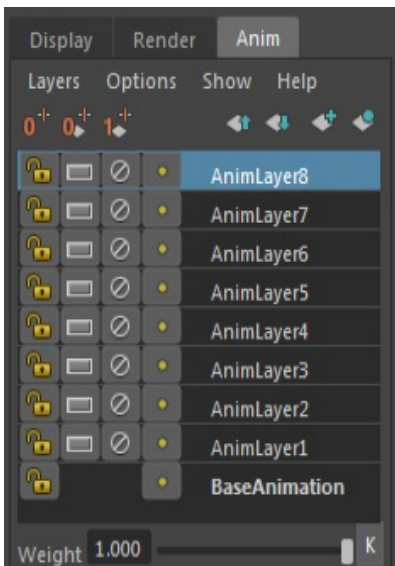 Display Render Anim
Layers Options Show Help
0 0 1
AnimLayer8
AnimLayer7
AnimLayer6
AnimLayer5
AnimLayer4
AnimLayer3
AnimLayer2
AnimLayer1
BaseAnimation
Weight 1.000 K